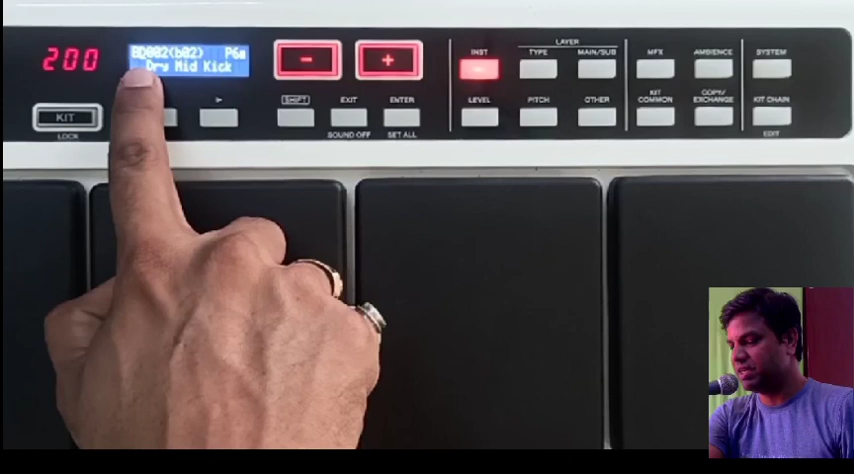 200
BD002(b02) P6m
Dry Mid Kick
-
+
KIT
LOCK
SHIFT
EXIT
ENTER
SOUND OFF
SET ALL
INST
LAYER
TYPE
MAIN/SUB
LEVEL
PITCH
OTHER
MFX
AMBIENCE
KIT
COMMON
COPY/
EXCHANGE
SYSTEM
KIT CHAIN
EDIT